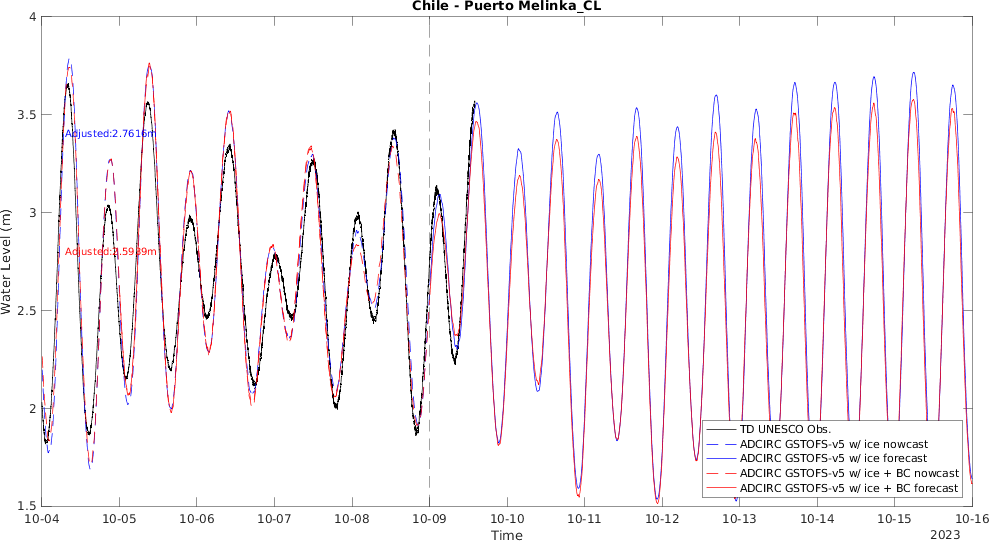 Chile - Puerto Melinka_CL
4
3.5
3
2.5
2
1.5
Water Level (m)
Adjusted:2.7616m
Adjusted:2.5939m
TD UNESCO Obs.
ADCIRC GSTOFS-v5 w/ ice nowcast
ADCIRC GSTOFS-v5 w/ ice forecast
ADCIRC GSTOFS-v5 w/ ice + BC nowcast
ADCIRC GSTOFS-v5 w/ ice + BC forecast
10-04 10-05 10-06 10-07 10-08 10-09 10-10 10-11 10-12 10-13 10-14 10-15 10-16
Time
2023